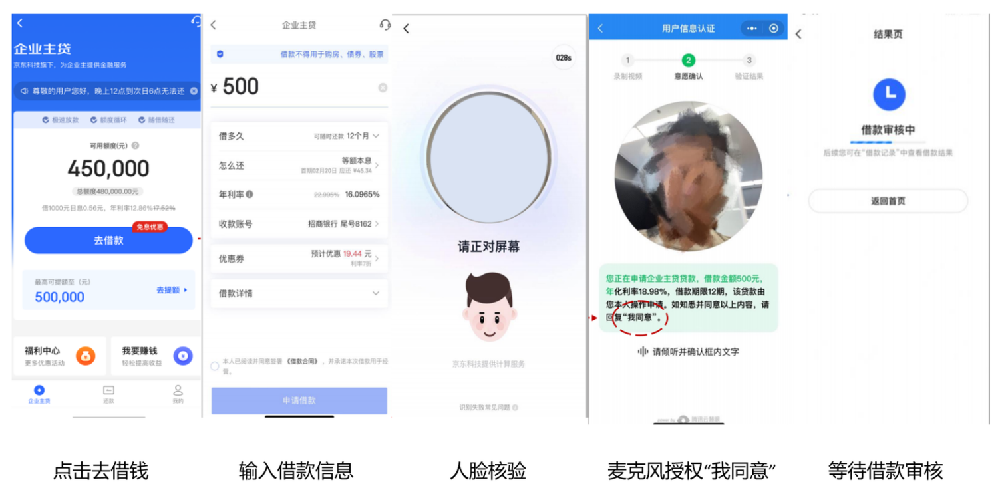 企业主贷
京东科技旗下，为企业主提供金融服务
尊敬的用户您好，晚上12点到次日6点无法还
极速放款 额度循环 随借随还
可用额度(元)
450,000
总额度480,000.00元
借1000元日息0.56元，年利率12.86%17.52%
免息优惠
去借款
最高可提额至（元）
500,000
去提额
福利中心
更多优惠活动
我要赚钱
轻松提高收益
企业主贷 还款 我的
企业主贷
借款不得用于购房、债券、股票
¥ 500
借多久 可随时还款 12个月
怎么还 等额本息
首期02月20日 应还 ¥45.34
年利率 22.995% 16.0965%
收款账号 招商银行 尾号8162
优惠券 预计优惠 19.44 元
利率7折
借款详情
本人已阅读并同意签署 《借款合同》 ，并承诺本次借款用于经
营。
申请借款
028s
请正对屏幕
京东科技提供计算服务
识别失败常见问题
用户信息认证
1 2 3
录制视频 意愿确认 验证结果
您正在申请企业主贷贷款，借款金额500元，
年化利率18.98%，借款期限12期，该贷款由
您本人操作申请。如知悉并同意以上内容，请
回复“我同意”。
请倾听并确认框内文字
power by 腾讯云慧眼
结果页
借款审核中
后续您可在“借款记录”中查看借款结果
返回首页
点击去借钱 输入借款信息 人脸核验 麦克风授权“我同意” 等待借款审核